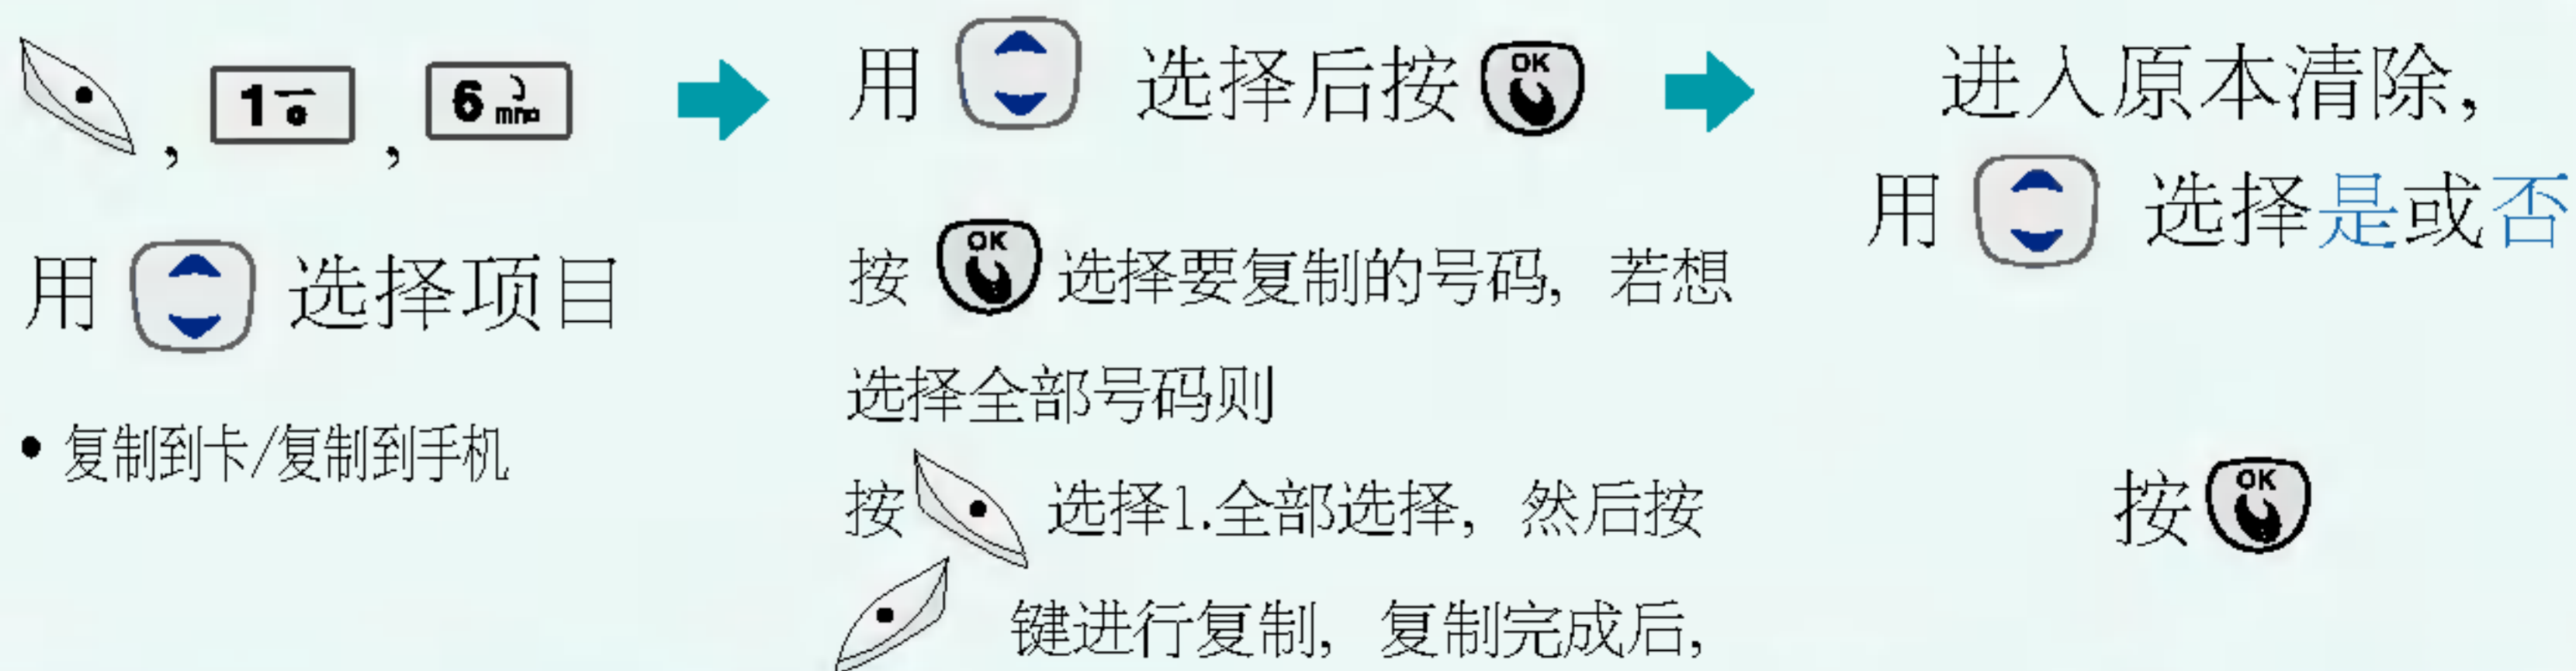 , 1 , 6 mno
用 选择项目
• 复制到卡/复制到手机
用 选择后按 OK
按 OK 选择要复制的号码, 若想
选择全部号码则
按 选择1.全部选择, 然后按
键进行复制, 复制完成后,
进入原本清除,
用 选择是或否
按 OK